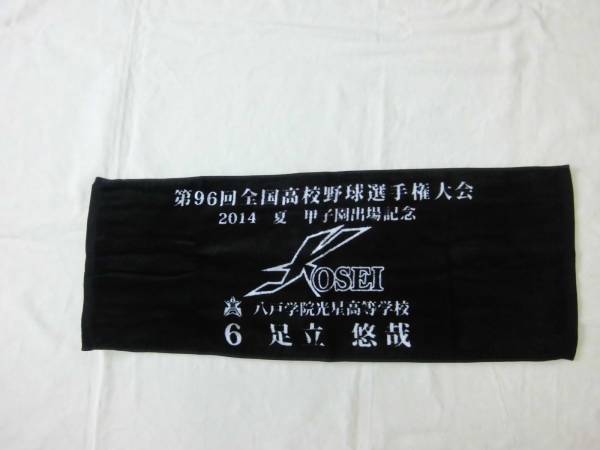 第96回全国高校野球選手権大会
2014 夏 甲子園出場記念
KOSEI
八戸学院光星高等学校
6 足立 悠哉